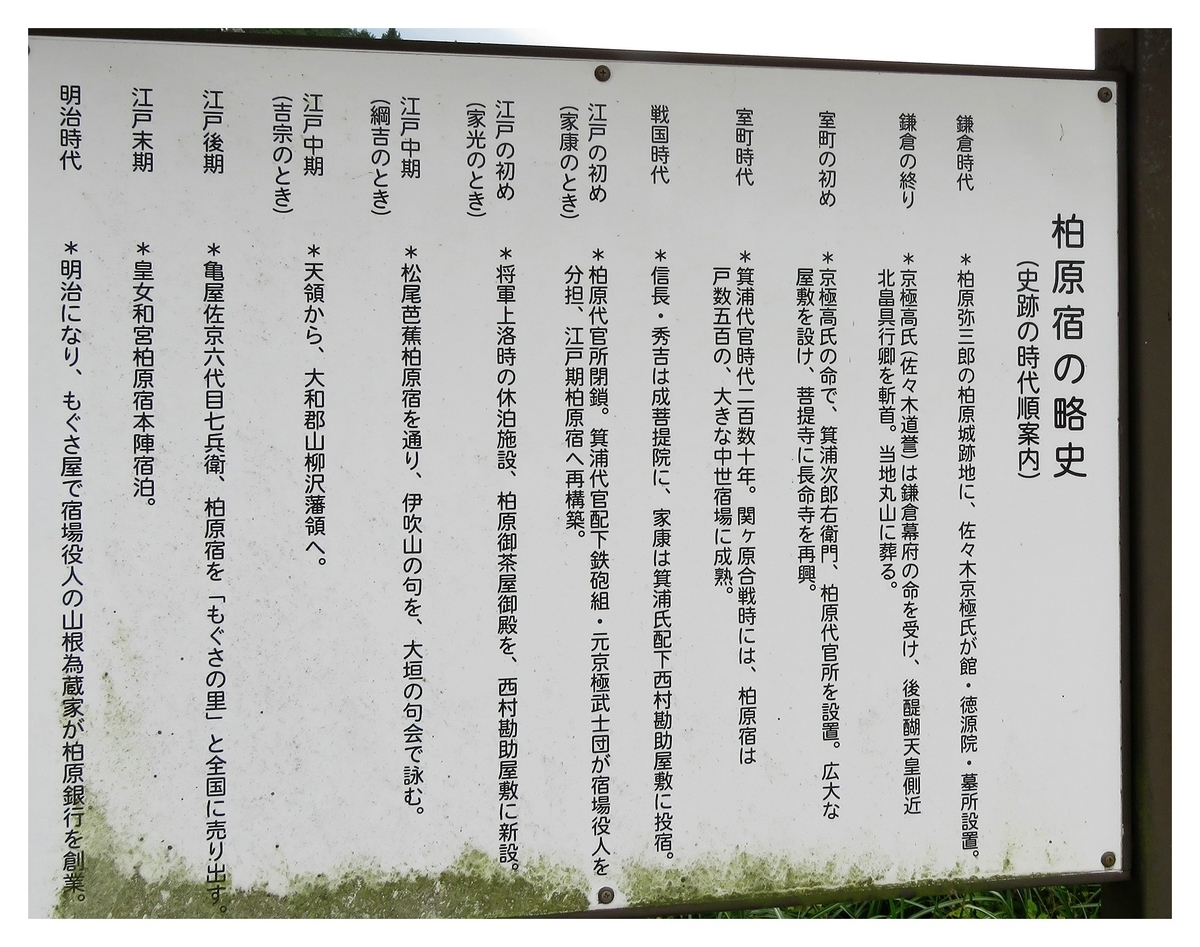 柏原宿の略史
(史跡の時代順案内)
鎌倉時代 *柏原弥三郎の柏原城跡地に、佐々木京極氏が館・徳源院・墓所設置。
鎌倉の終り *京極高氏(佐々木道誉)は鎌倉幕府の命を受け、後醍醐天皇側近
北畠具行卿を斬首。当地丸山に葬る。
室町の初め *京極高氏の命で、箕浦次郎右衛門、柏原代官所を設置。広大な
屋敷を設け、菩提寺に長命寺を再興。
室町時代 *箕浦代官時代二百数十年。関ヶ原合戦時には、柏原宿は
戸数五百の、大きな中世宿場に成熟。
戦国時代 *信長・秀吉は成菩提院に、家康は箕浦氏配下西村勘助屋敷に投宿。
江戸の初め *柏原代官所閉鎖。箕浦代官配下鉄砲組・元京極武士団が宿場役人を
(家康のとき) 分担、江戸期柏原宿へ再構築。
江戸の初め *将軍上洛時の休泊施設、柏原御茶屋御殿を、西村勘助屋敷に新設。
(家光のとき)
江戸中期 *松尾芭蕉柏原宿を通り、伊吹山の句を、大垣の句会で詠む。
(綱吉のとき)
江戸中期 *天領から、大和郡山柳沢藩領へ。
(吉宗のとき)
江戸後期 *亀屋佐京六代目七兵衛、柏原宿を「もぐさの里」と全国に売り出す。
江戸末期 *皇女和宮柏原宿本陣宿泊。
明治時代 *明治になり、もぐさ屋で宿場役人の山根為蔵家が柏原銀行を創業。